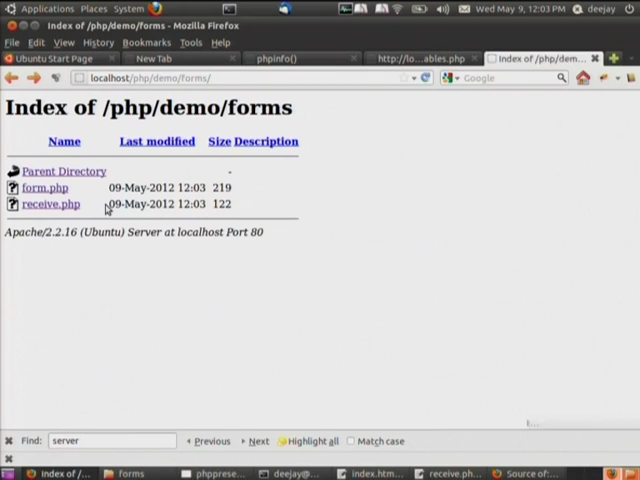 Applications Places System Wed May 9, 12:03 PM deejay
Index of /php/demo/forms - Mozilla Firefox
File Edit View History Bookmarks Tools Help
Ubuntu Start Page New Tab phpinfo() http://lo...ables.php Index of /php/dem...
localhost/php/demo/forms/ Google
Index of /php/demo/forms
Name Last modified Size Description
Parent Directory -
form.php 09-May-2012 12:03 219
receive.php 09-May-2012 12:03 122
Apache/2.2.16 (Ubuntu) Server at localhost Port 80
Find: server Previous Next Highlight all Match case
Index of /... forms phpprese... deejay@... index.htm... receive.ph... Source of:...